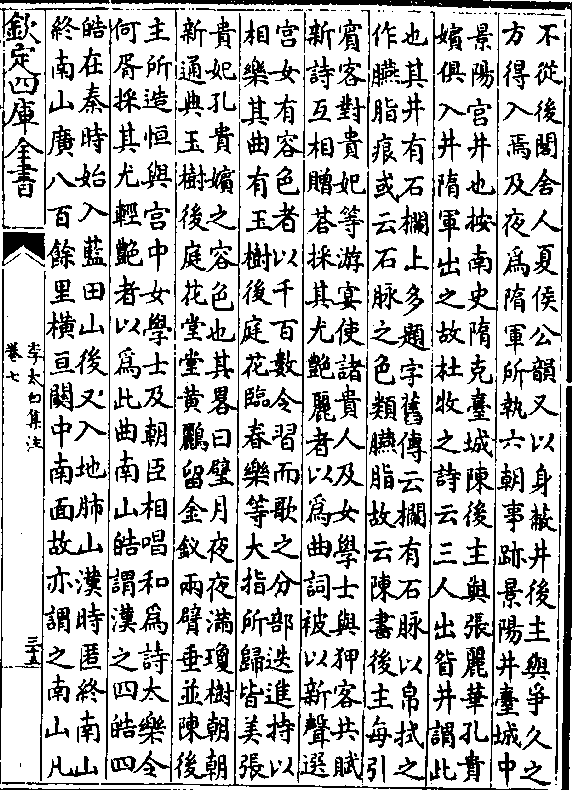 不從後閣舍人夏侯公韻又以身蔽井後主與爭久之
方得入焉及夜為隋軍所執六朝事跡景陽井臺城中
景陽宮井也按南史隋克臺城陳後主與張麗華孔貴
嬪俱入井隋軍出之故杜牧之詩云三人出眢井謂此
也其井有石欄上多題字舊傳云欄有石脉以帛拭之
作臙脂痕或云石脉之色類臙脂故云陳書後主每引
賓客對貴妃等游宴使諸貴人及女學士與狎客共賦
新詩互相贈荅採其尤艷麗者以為曲詞被以新聲選
宮女有容色者以千百數令習而歌之分部迭進持以
相樂其曲有玉樹後庭花臨春樂等大指所歸皆美張
貴妃孔貴嬪之容色也其畧曰璧月夜夜滿瓊樹朝朝
新通典玉樹後庭花堂堂黄鸝留金釵兩臂垂並陳後
主所造恒與宮中女學士及朝臣相唱和為詩太樂令
何胥採其尤輕艷者以為此曲南山皓謂漢之四皓四
皓在秦時始入藍田山後又入地肺山漢時匿終南山
終南山廣八百餘里横亘關中南面故亦謂之南山凡
欽定四庫全書
李太白集注
卷七
三十五